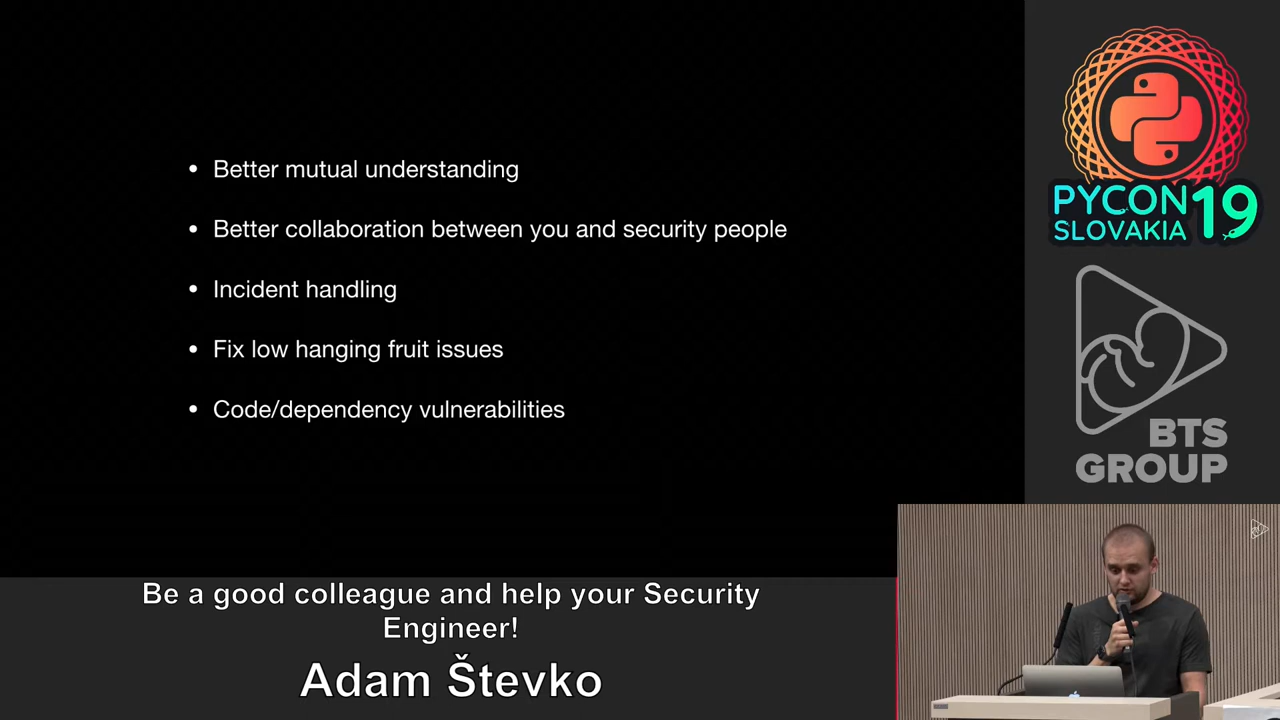 • Better mutual understanding
• Better collaboration between you and security people
• Incident handling
• Fix low hanging fruit issues
• Code/dependency vulnerabilities
PYCON 19
SLOVAKIA
BTS
GROUP
Be a good colleague and help your Security
Engineer!
Adam Števko